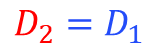 D₂ = D₁